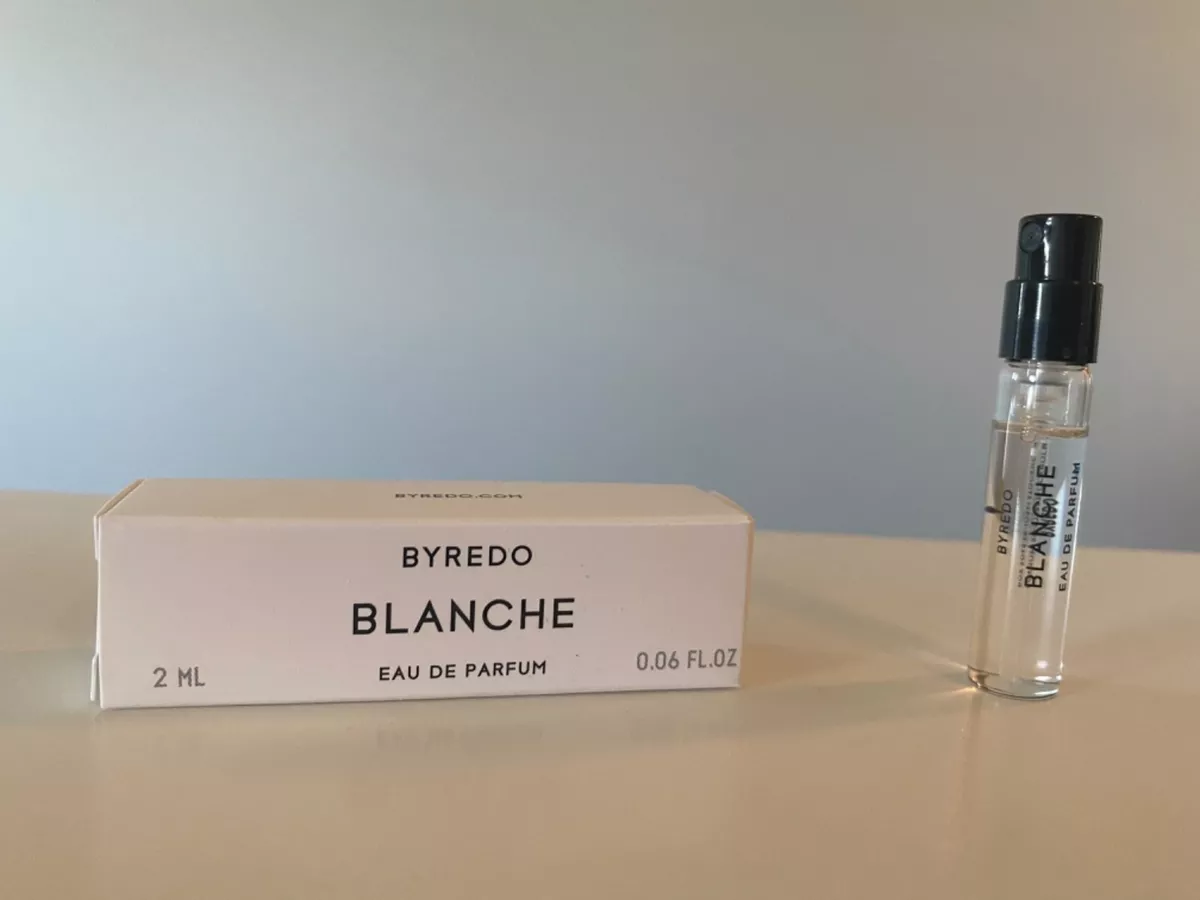 BYREDO.COM
BYREDO
BLANCHE
EAU DE PARFUM
2 ML
0.06 FL.OZ
BYREDO
BLANCHE
EAU DE PARFUM